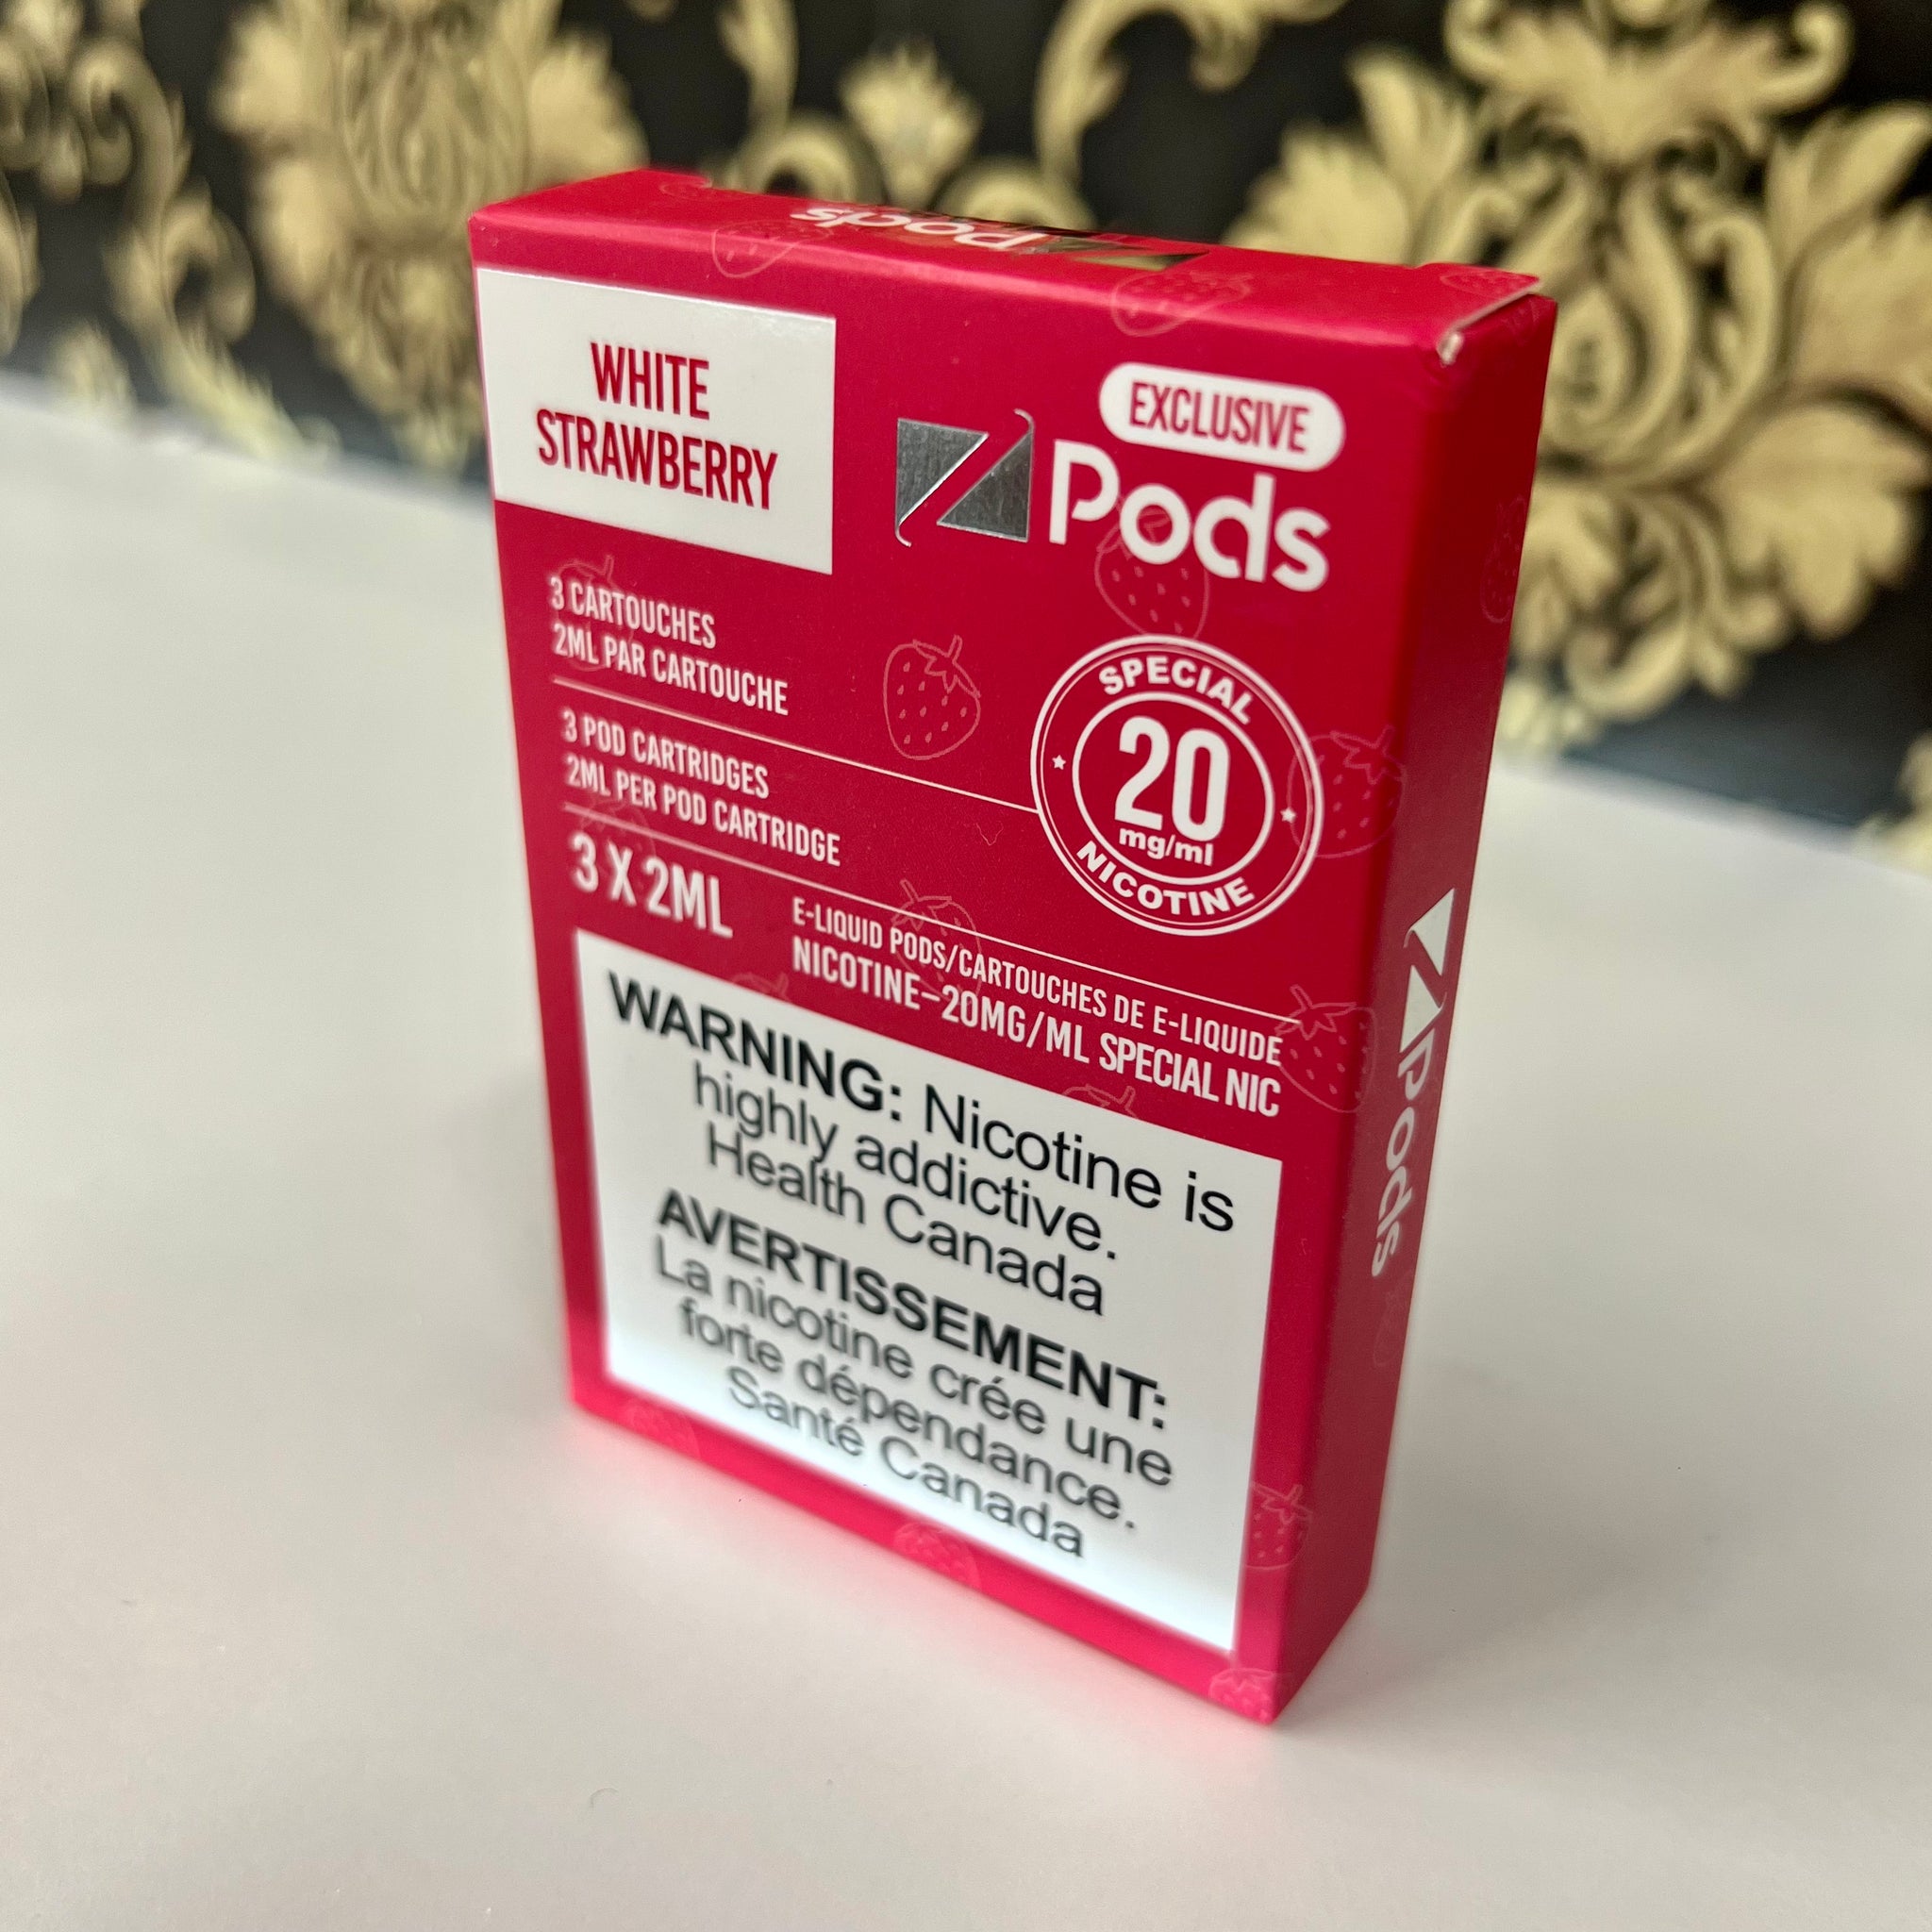 Pods
WHITE
STRAWBERRY
EXCLUSIVE
Z Pods
3 CARTOUCHES
2ML PAR CARTOUCHE
3 POD CARTRIDGES
2ML PER POD CARTRIDGE
SPECIAL
20
mg/ml
NICOTINE
3 X 2ML
E-LIQUID PODS/CARTOUCHES DE E-LIQUIDE
NICOTINE–20MG/ML SPECIAL NIC
WARNING: Nicotine is
highly addictive.
Health Canada
AVERTISSEMENT:
La nicotine crée une
forte dépendance.
Santé Canada
Z Pods